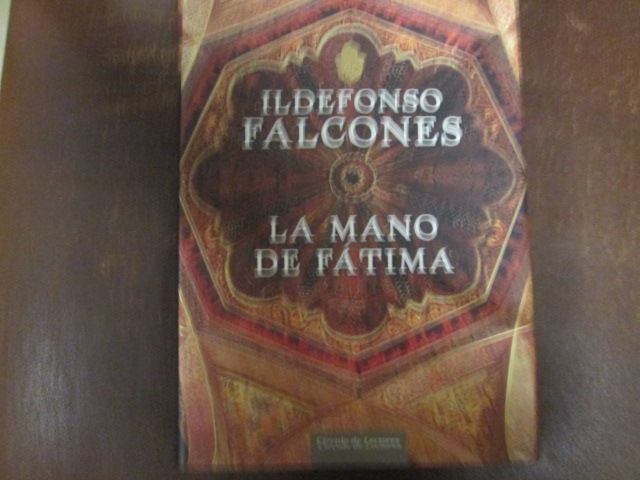 ILDEFONSO
FALCONES
LA MANO
DE FÁTIMA
Círculo de Lectores